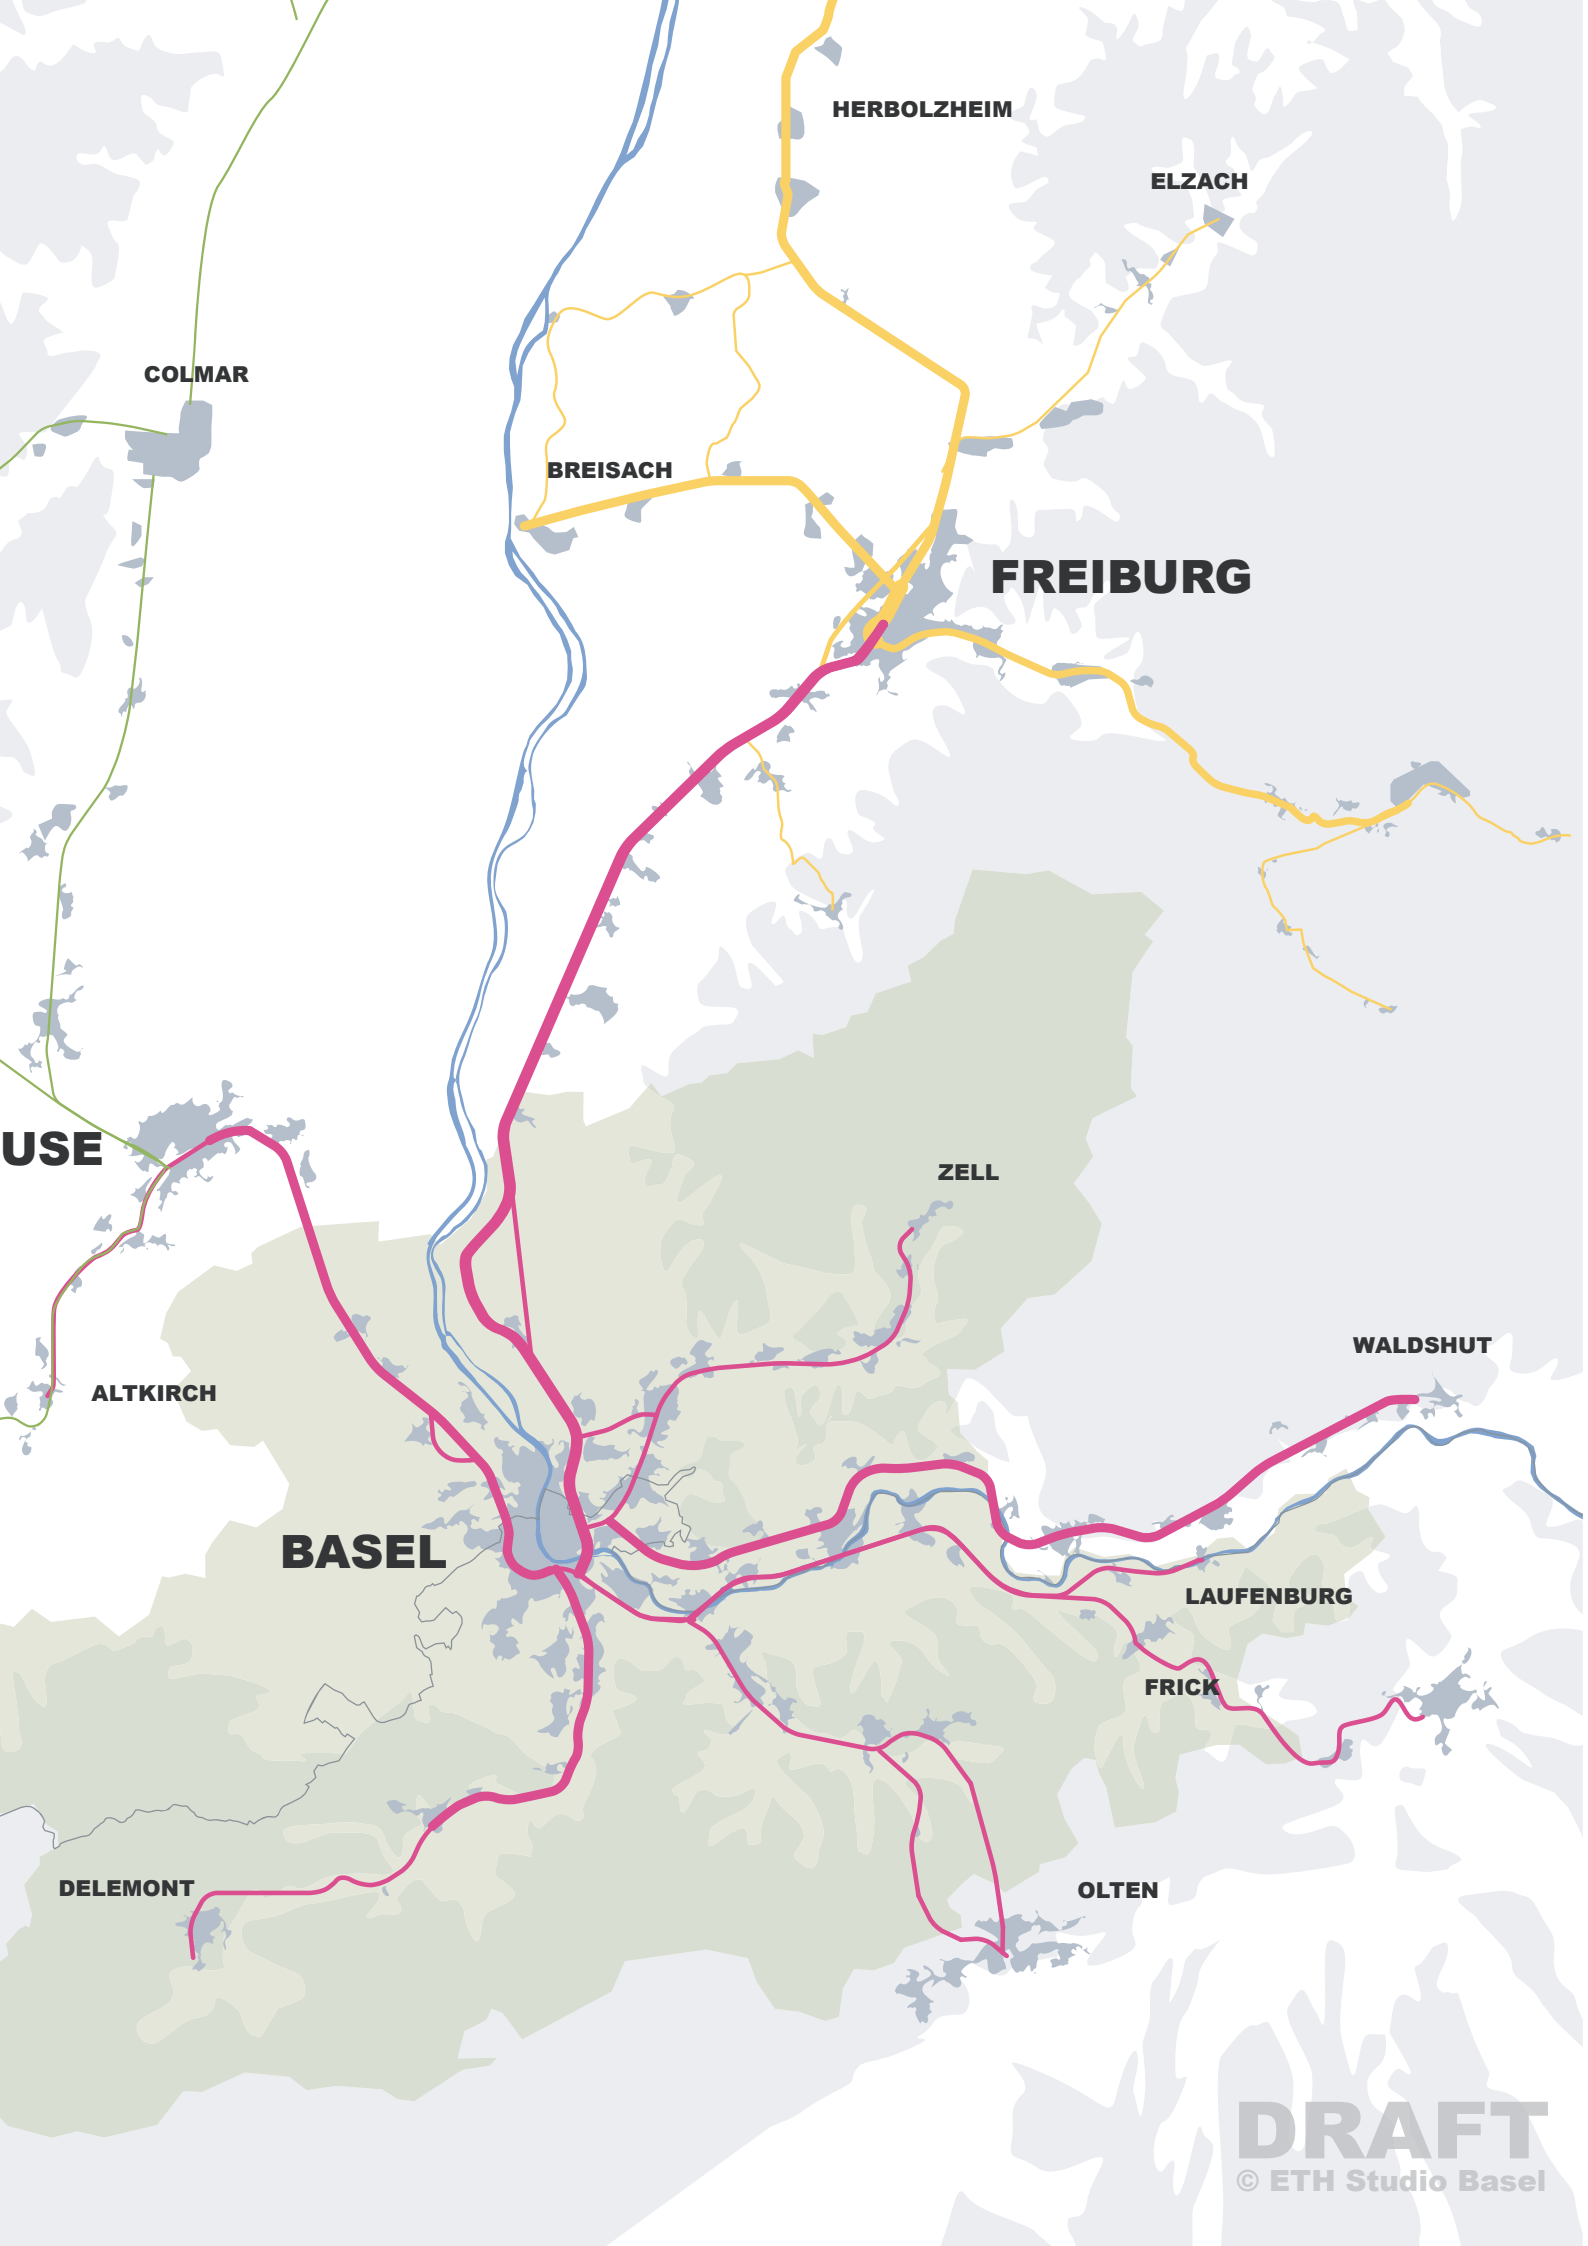 HERBOLZHEIM
ELZACH
COLMAR
BREISACH
FREIBURG
USE
ZELL
WALDSHUT
ALTKIRCH
BASEL
LAUFENBURG
FRICK
DELEMONT
OLTEN
DRAFT
© ETH Studio Basel